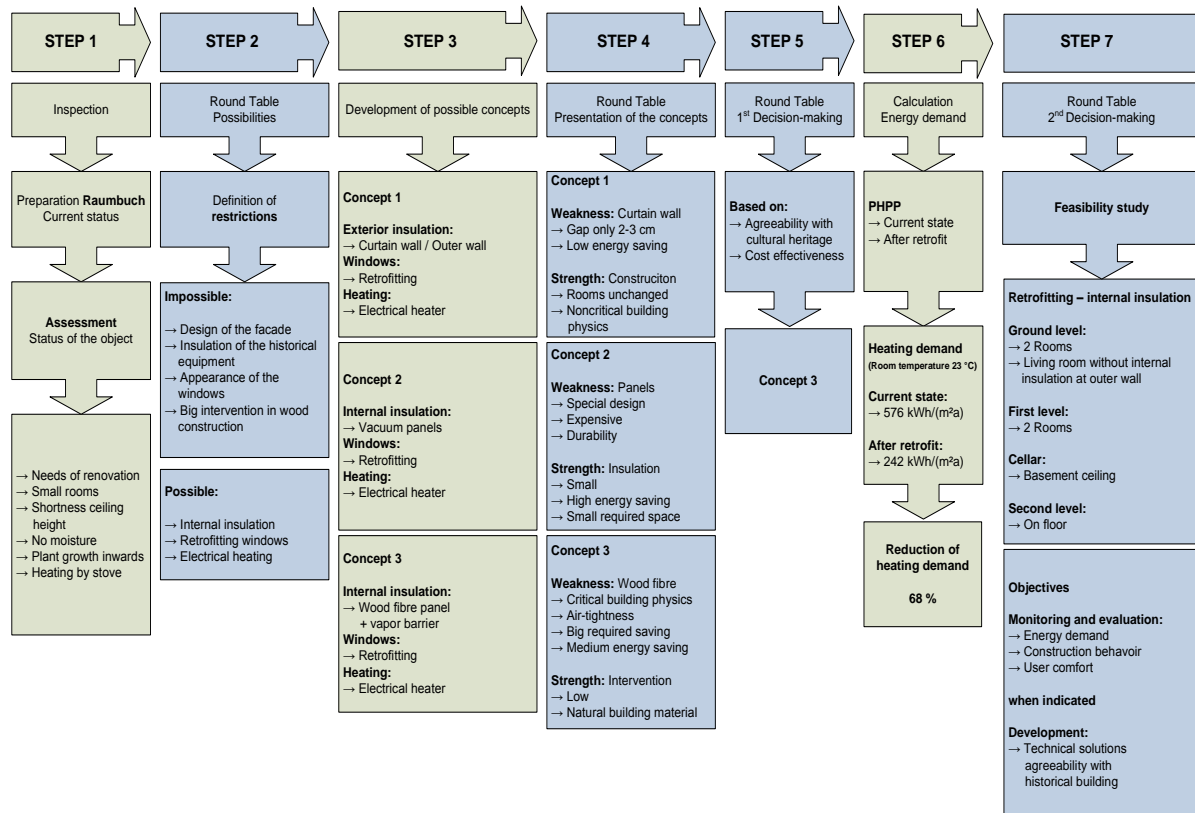 STEP 1
STEP 2
STEP 3
STEP 4
STEP 5
STEP 6
STEP 7
Inspection
Round Table
Possibilities
Development of possible concepts
Round Table
Presentation of the concepts
Round Table
1st Decision-making
Calculation
Energy demand
Round Table
2nd Decision-making
Preparation Raumbuch
Current status
Assessment
Status of the object
→ Needs of renovation
→ Small rooms
→ Shortness ceiling
height
→ No moisture
→ Plant growth inwards
→ Heating by stove
Definition of
restrictions
Impossible:
→ Design of the facade
→ Insulation of the historical
equipment
→ Appearance of the
windows
→ Big intervention in wood
construction
Possible:
→ Internal insulation
→ Retrofitting windows
→ Electrical heating
Concept 1
Exterior insulation:
→ Curtain wall / Outer wall
Windows:
→ Retrofitting
Heating:
→ Electrical heater
Concept 2
Internal insulation:
→ Vacuum panels
Windows:
→ Retrofitting
Heating:
→ Electrical heater
Concept 3
Internal insulation:
→ Wood fibre panel
+ vapor barrier
Windows:
→ Retrofitting
Heating:
→ Electrical heater
Concept 1
Weakness: Curtain wall
→ Gap only 2-3 cm
→ Low energy saving
Strength: Construciton
→ Rooms unchanged
→ Noncritical building
physics
Concept 2
Weakness: Panels
→ Special design
→ Expensive
→ Durability
Strength: Insulation
→ Small
→ High energy saving
→ Small required space
Concept 3
Weakness: Wood fibre
→ Critical building physics
→ Air-tightness
→ Big required saving
→ Medium energy saving
Strength: Intervention
→ Low
→ Natural building material
Based on:
→ Agreeability with
cultural heritage
→ Cost effectiveness
Concept 3
PHPP
→ Current state
→ After retrofit
Heating demand
(Room temperature 23 °C)
Current state:
→ 576 kWh/(m²a)
After retrofit:
→ 242 kWh/(m²a)
Reduction of
heating demand
68 %
Feasibility study
Retrofitting – internal insulation
Ground level:
→ 2 Rooms
→ Living room without internal
insulation at outer wall
First level:
→ 2 Rooms
Cellar:
→ Basement ceiling
Second level:
→ On floor
Objectives
Monitoring and evaluation:
→ Energy demand
→ Construction behavoir
→ User comfort
when indicated
Development:
→ Technical solutions
agreeability with
historical building